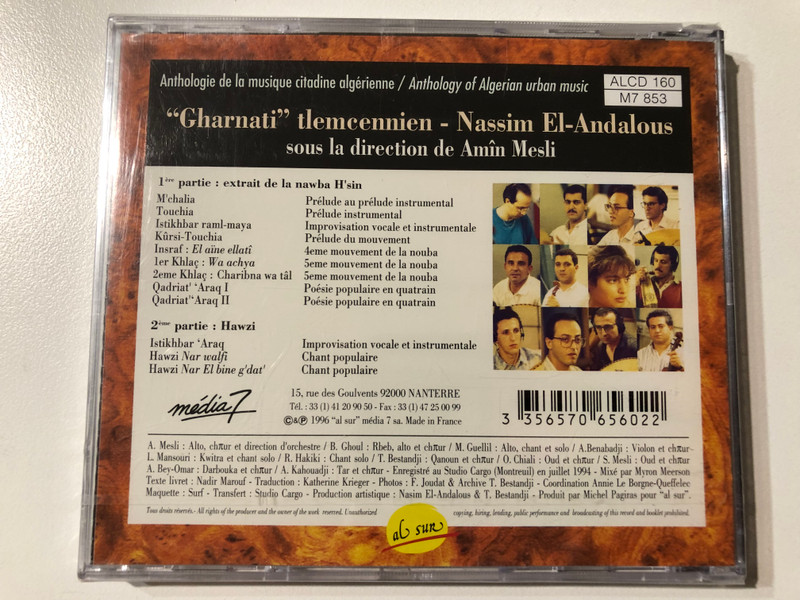 Anthologie de la musique citadine algérienne / Anthology of Algerian urban music
ALCD 160
M7 853
“Gharnati” tlemcennien - Nassim El-Andalous
sous la direction de Amîn Mesli
1ère partie : extrait de la nawba H'sin
M'chalia Prélude au prélude instrumental
Touchia Prélude instrumental
Istikhbar raml-maya Improvisation vocale et instrumentale
Kûrsi-Touchia Prélude du mouvement
Insraf : El aïne ellatî 4eme mouvement de la nouba
1er Khlaç : Wa achya 5eme mouvement de la nouba
2eme Khlaç : Charibna wa tâl 5eme mouvement de la nouba
Qadriat' ‘Araq I Poésie populaire en quatrain
Qadriat'‘Araq II Poésie populaire en quatrain
2ème partie : Hawzi
Istikhbar ‘Araq Improvisation vocale et instrumentale
Hawzi Nar walfi Chant populaire
Hawzi Nar El bine g'dat' Chant populaire
média 7
15, rue des Goulvents 92000 NANTERRE
Tél. : 33 (1) 41 20 90 50 - Fax : 33 (1) 47 25 00 99
©&℗ 1996 “al sur” média 7 sa. Made in France
3 356570 656022
A. Mesli : Alto, chπur et direction d'orchestre / B. Ghoul : Rbeb, alto et chπur / M. Guellil : Alto, chant et solo / A.Benabadji : Violon et chπur-
L. Mansouri : Kwitra et chant solo / R. Hakiki : Chant solo / T. Bestandji : Qanoun et chπur / O. Chiali : Oud et chπur / S. Mesli : Oud et chπur
A. Bey-Omar : Darbouka et chπur / A. Kahouadji : Tar et chπur - Enregistré au Studio Cargo (Montreuil) en juillet 1994 - Mixé par Myron Meerson
Texte livret : Nadir Marouf - Traduction : Katherine Krieger - Photos : F. Joudat & Archive T. Bestandji - Coordination Annie Le Borgne-Queffelec
Maquette : Surf - Transfert : Studio Cargo - Production artistique : Nasim El-Andalous & T. Bestandji - Produit par Michel Pagiras pour “al sur”.
Tous droits réservés.- All rights of the producer and the owner of the work reserved. Unauthorized copying, hiring, lending, public performance and broadcasting of this record and booklet prohibited.
al sur